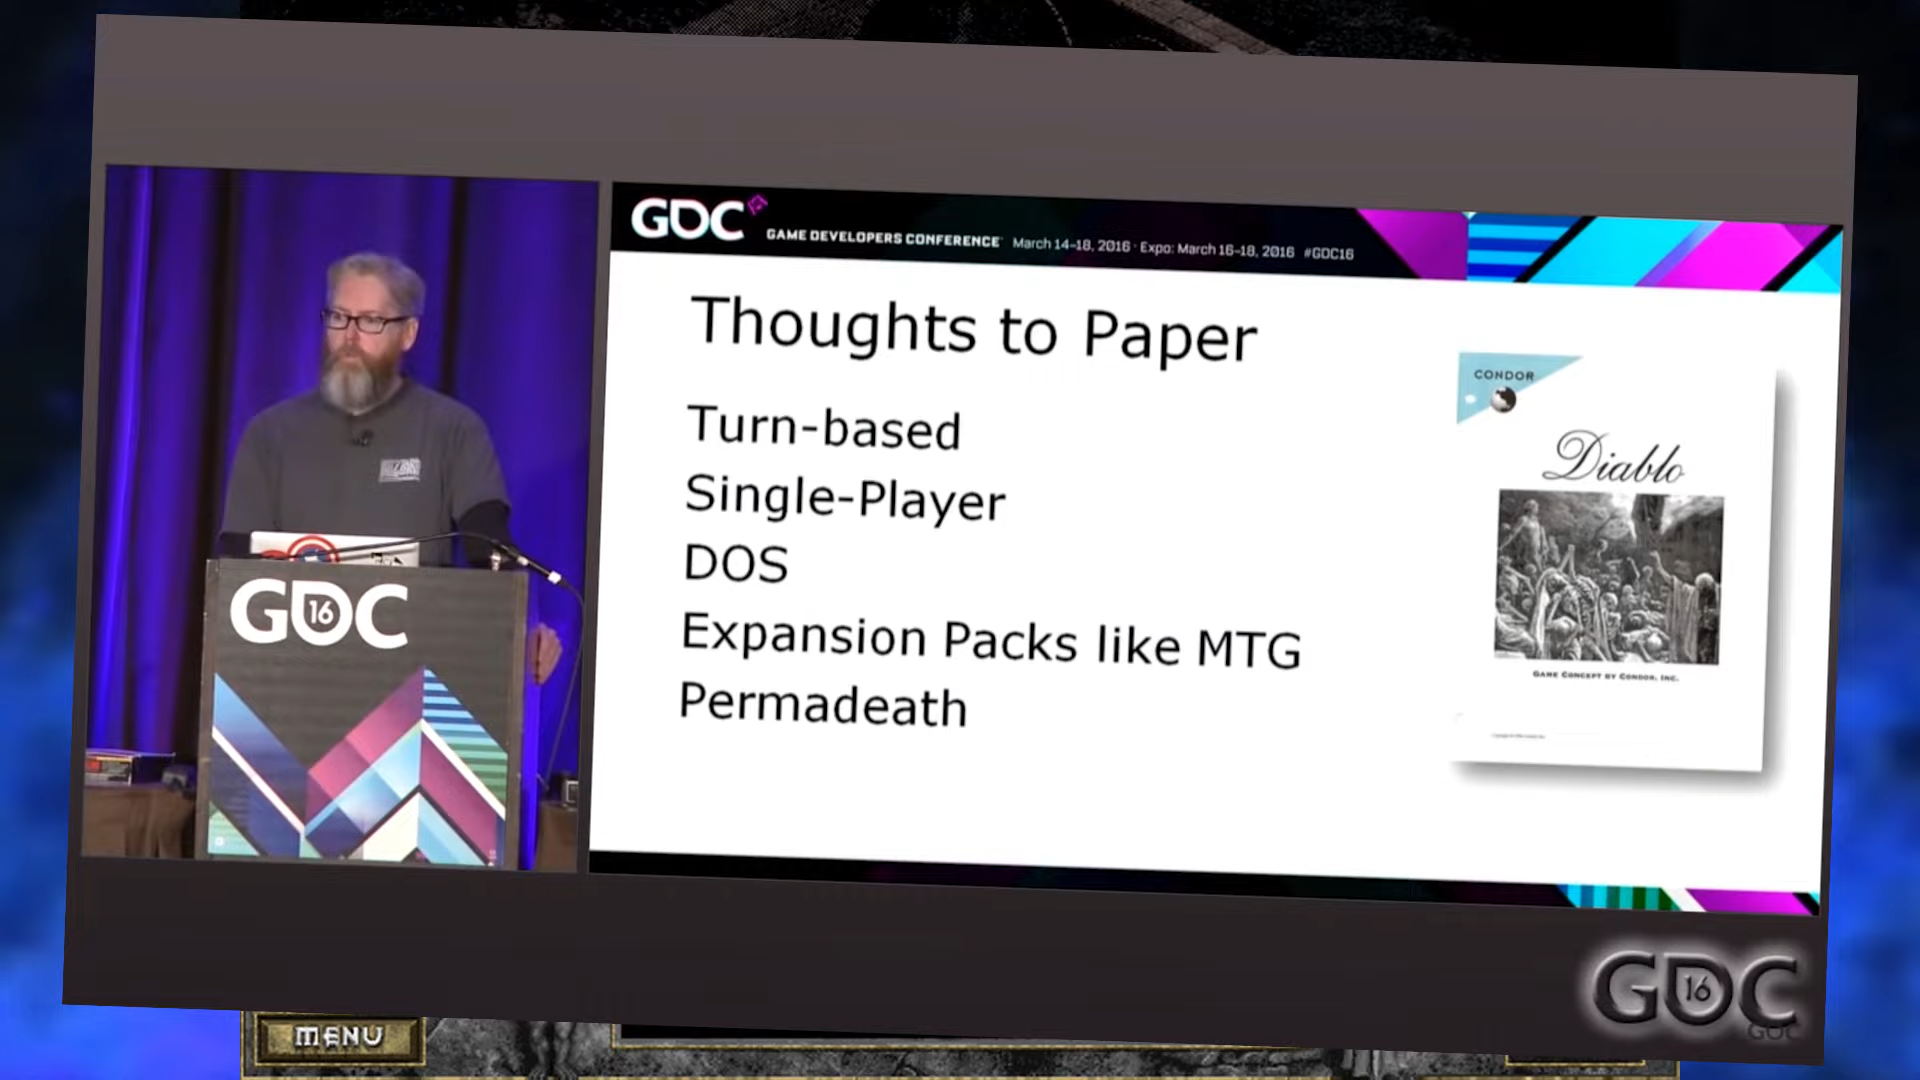 GDC
GAME DEVELOPERS CONFERENCE March 14-18, 2016 · Expo: March 16-18, 2016 #GDC16
Thoughts to Paper
Turn-based
Single-Player
DOS
Expansion Packs like MTG
Permadeath
CONDOR
Diablo
GAME CONCEPT BY CONDOR, INC.
GDC
16
GDC
16
GDC
MENU